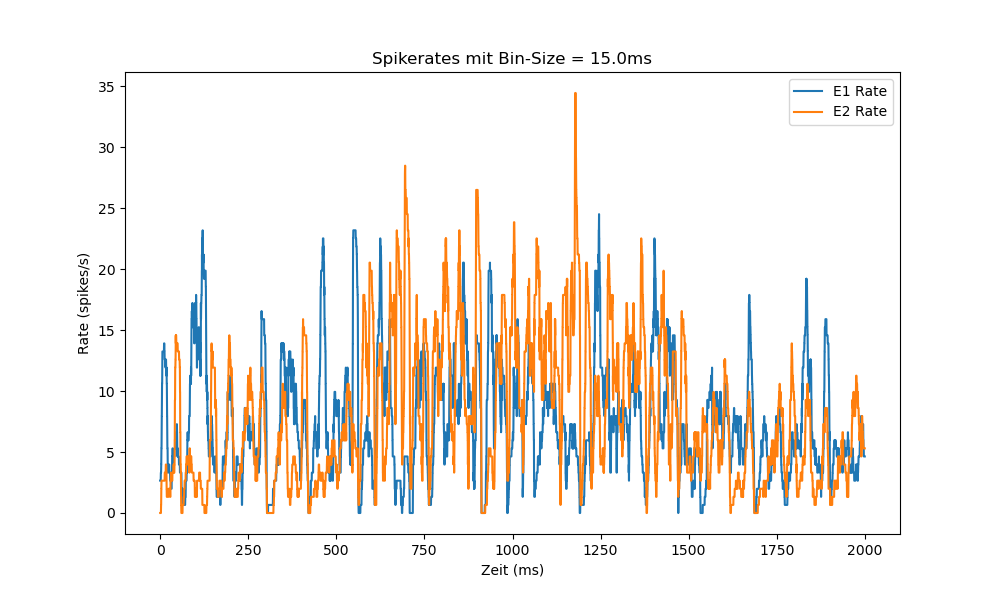 Spikerates mit Bin-Size = 15.0ms
E1 Rate
E2 Rate
Rate (spikes/s)
35
30
25
20
15
10
5
0
0 250 500 750 1000 1250 1500 1750 2000
Zeit (ms)